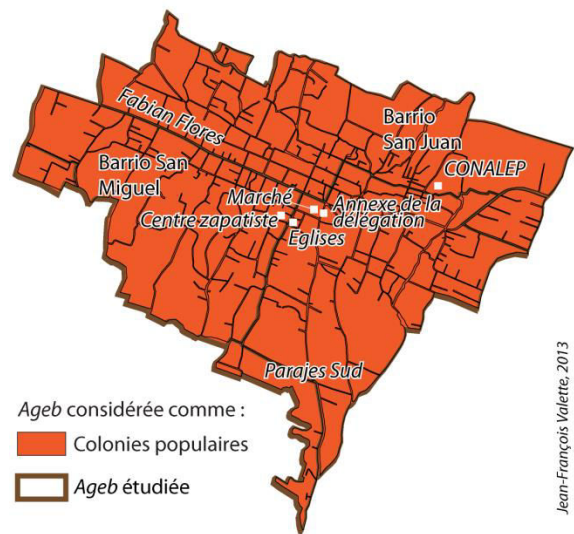 Fabian Flores
Barrio
San Juan
CONALEP
Barrio San
Miguel
Marché
Annexe de la
délégation
Centre zapatiste
Eglises
Parajes Sud
Ageb considérée comme :
Colonies populaires
Ageb étudiée
Jean-François Valette, 2013